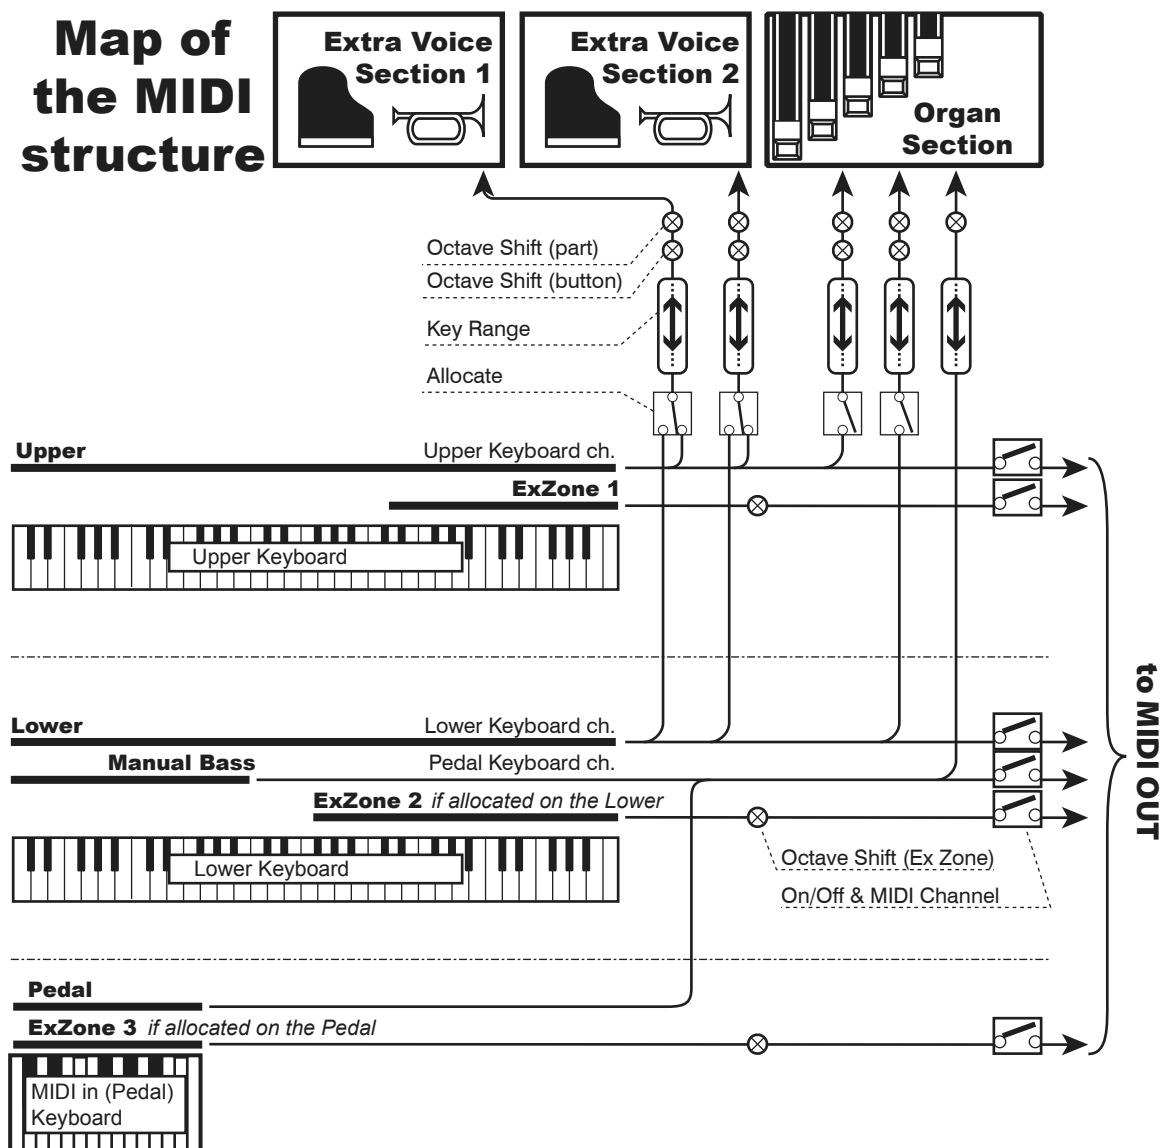 Map of
the MIDI
structure
Extra Voice
Section 1
Extra Voice
Section 2
Organ
Section
Octave Shift (part)
Octave Shift (button)
Key Range
Allocate
Upper
Upper Keyboard ch.
ExZone 1
Upper Keyboard
Lower
Lower Keyboard ch.
Manual Bass
Pedal Keyboard ch.
ExZone 2 if allocated on the Lower
Lower Keyboard
Octave Shift (Ex Zone)
On/Off & MIDI Channel
to MIDI OUT
Pedal
ExZone 3 if allocated on the Pedal
MIDI in (Pedal)
Keyboard